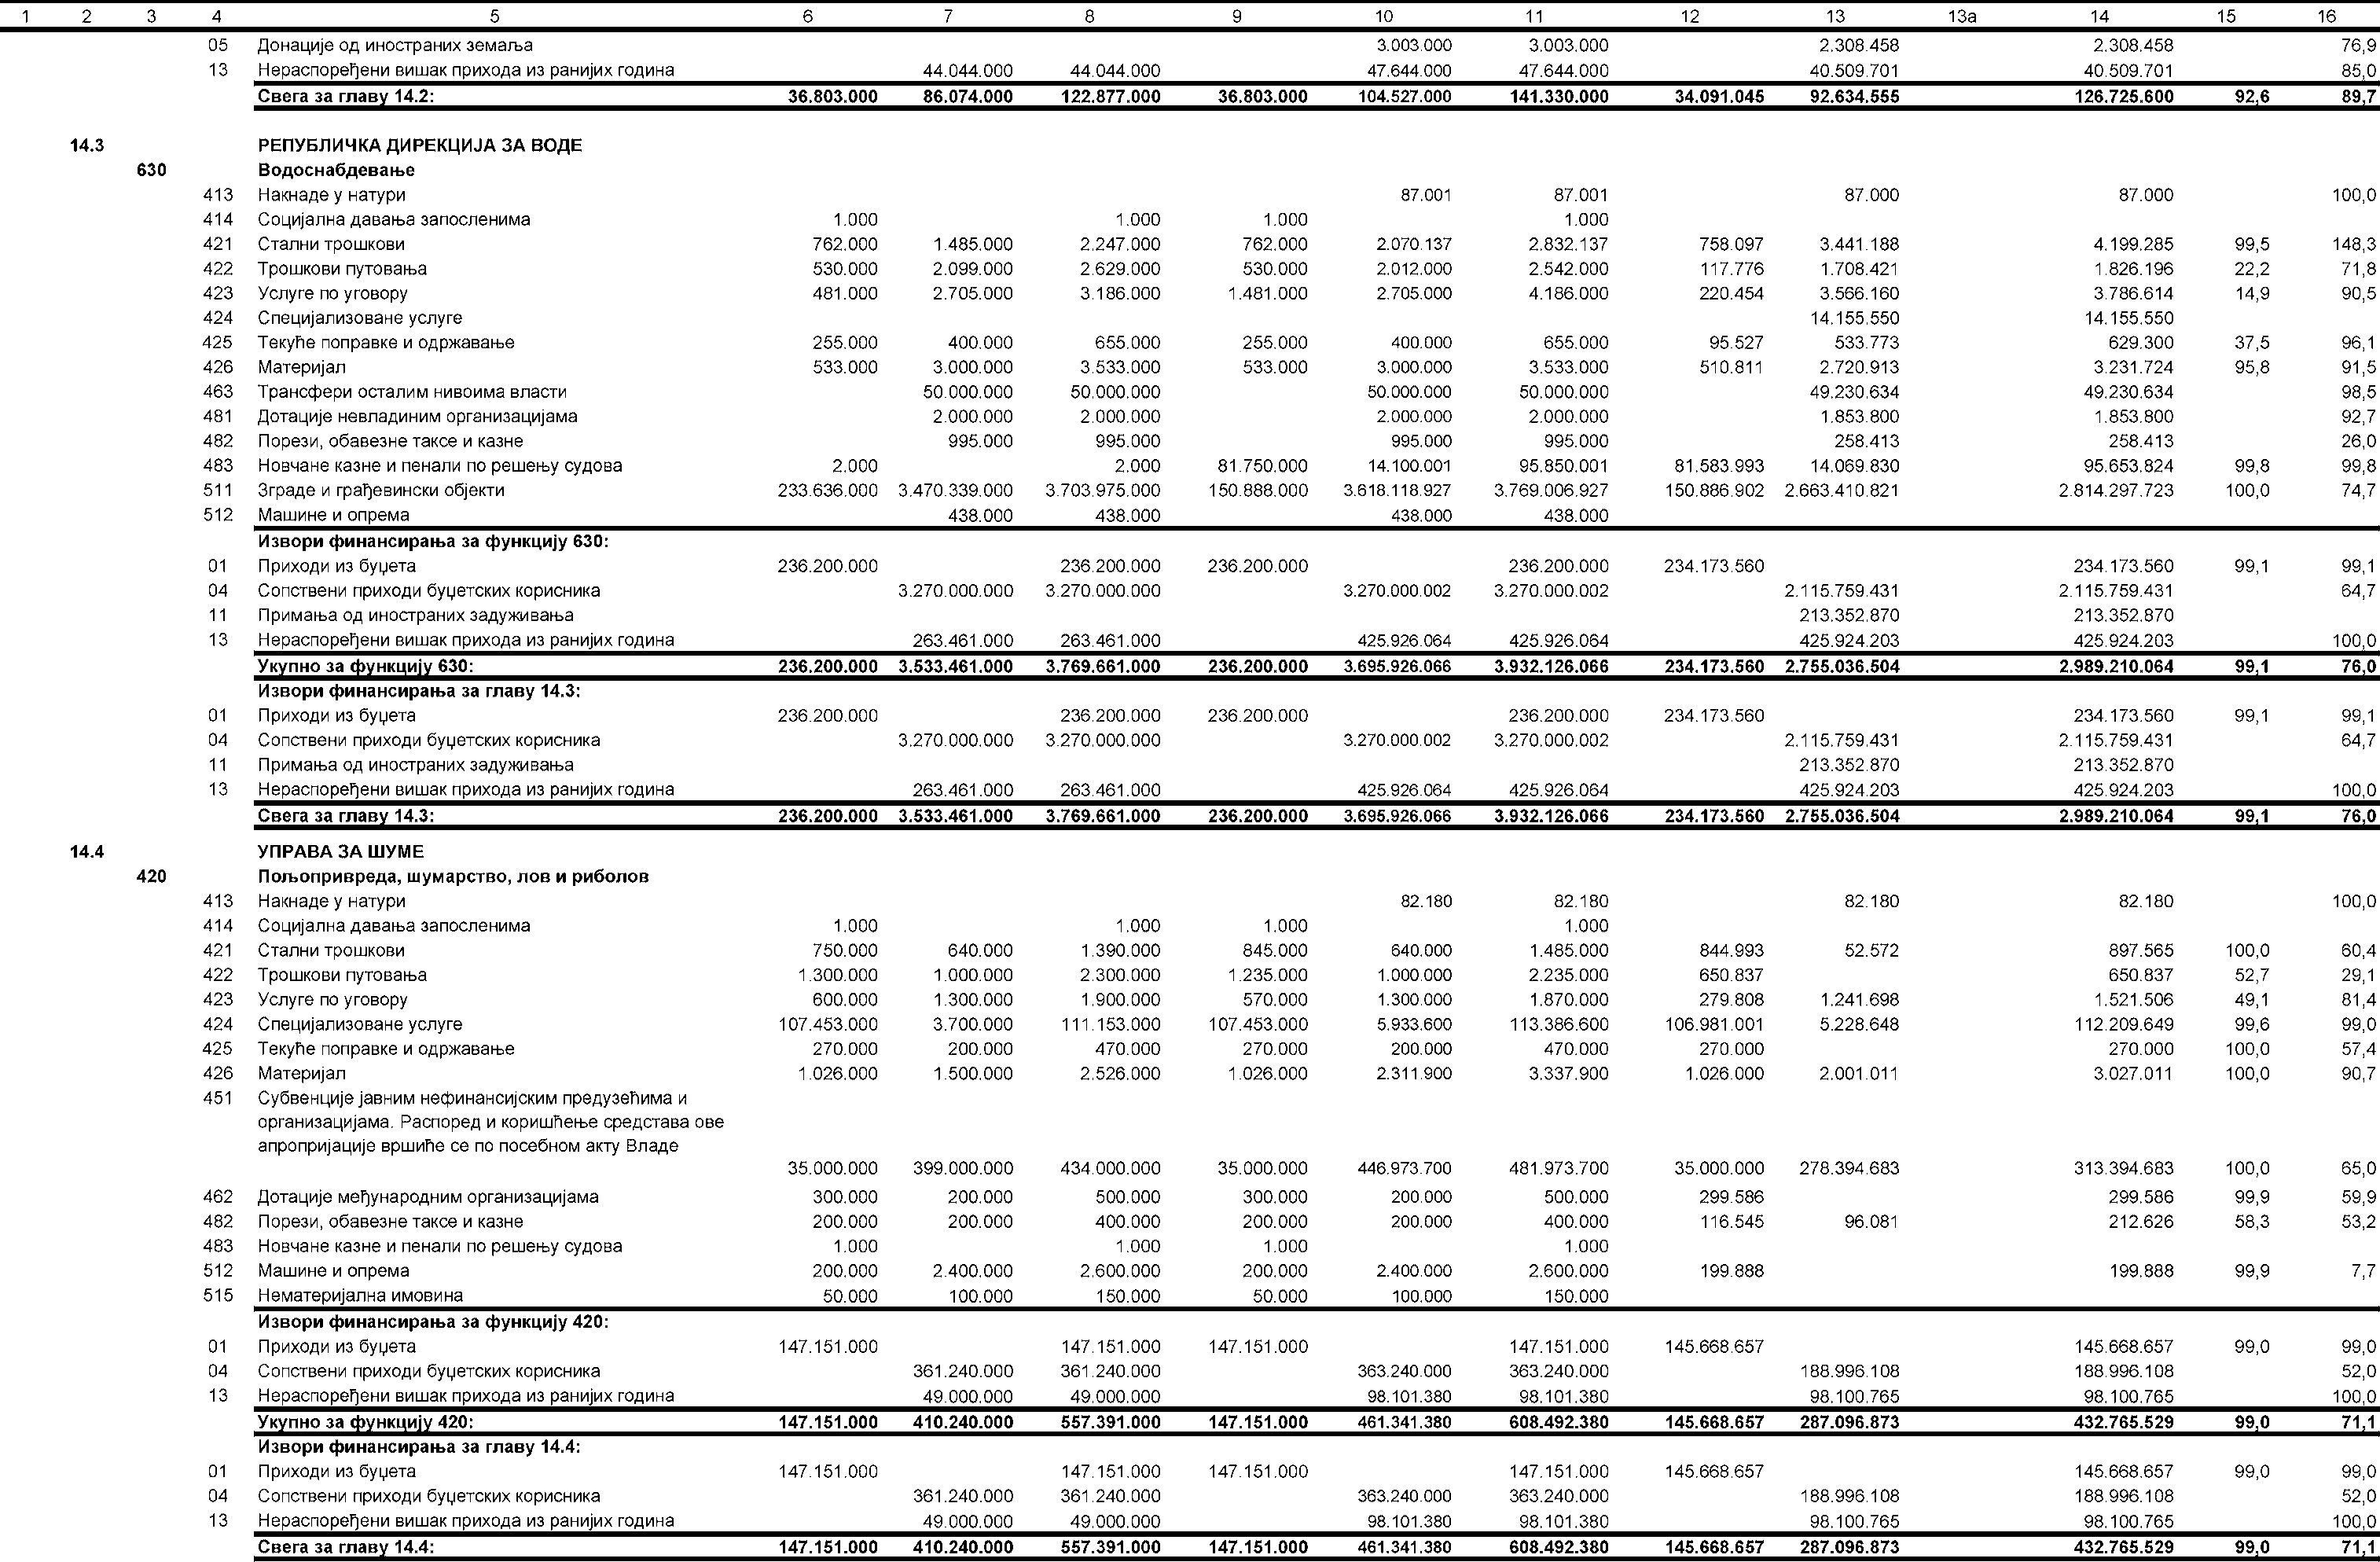 1 2 3 4 5 6 7 8 9 10 11 12 13 13a 14 15 16
05 Донације од иностраних земаља 3.003.000 3.003.000 2.308.458 2.308.458 76,9
13 Нераспоређени вишак прихода из ранијих година 44.044.000 44.044.000 47.644.000 47.644.000 40.509.701 40.509.701 85,0
Свега за главу 14.2: 36.803.000 86.074.000 122.877.000 36.803.000 104.527.000 141.330.000 34.091.045 92.634.555 126.725.600 92,6 89,7
14.3 РЕПУБЛИЧКА ДИРЕКЦИЈА ЗА ВОДЕ
630 Водоснабдевање
413 Накнаде у натури 87.001 87.001 87.000 87.000 100,0
414 Социјална давања запосленима 1.000 1.000 1.000 1.000
421 Стални трошкови 762.000 1.485.000 2.247.000 762.000 2.070.137 2.832.137 758.097 3.441.188 4.199.285 99,5 148,3
422 Трошкови путовања 530.000 2.099.000 2.629.000 530.000 2.012.000 2.542.000 117.776 1.708.421 1.826.196 22,2 71,8
423 Услуге по уговору 481.000 2.705.000 3.186.000 1.481.000 2.705.000 4.186.000 220.454 3.566.160 3.786.614 14,9 90,5
424 Специјализоване услуге 14.155.550 14.155.550
425 Текуће поправке и одржавање 255.000 400.000 655.000 255.000 400.000 655.000 95.527 533.773 629.300 37,5 96,1
426 Материјал 533.000 3.000.000 3.533.000 533.000 3.000.000 3.533.000 510.811 2.720.913 3.231.724 95,8 91,5
463 Трансфери осталим нивоима власти 50.000.000 50.000.000 50.000.000 50.000.000 49.230.634 49.230.634 98,5
481 Дотације невладиним организацијама 2.000.000 2.000.000 2.000.000 2.000.000 1.853.800 1.853.800 92,7
482 Порези, обавезне таксе и казне 995.000 995.000 995.000 995.000 258.413 258.413 26,0
483 Новчане казне и пенали по решењу судова 2.000 2.000 81.750.000 14.100.001 95.850.001 81.583.993 14.069.830 95.653.824 99,8 99,8
511 Зграде и грађевински објекти 233.636.000 3.470.339.000 3.703.975.000 150.888.000 3.618.118.927 3.769.006.927 150.886.902 2.663.410.821 2.814.297.723 100,0 74,7
512 Машине и опрема 438.000 438.000 438.000 438.000
Извори финансирања за функцију 630:
01 Приходи из буџета 236.200.000 236.200.000 236.200.000 236.200.000 234.173.560 234.173.560 99,1 99,1
04 Сопствени приходи буџетских корисника 3.270.000.000 3.270.000.000 3.270.000.002 3.270.000.002 2.115.759.431 2.115.759.431 64,7
11 Примања од иностраних задуживања 213.352.870 213.352.870
13 Нераспоређени вишак прихода из ранијих година 263.461.000 263.461.000 425.926.064 425.926.064 425.924.203 425.924.203 100,0
Укупно за функцију 630: 236.200.000 3.533.461.000 3.769.661.000 236.200.000 3.695.926.066 3.932.126.066 234.173.560 2.755.036.504 2.989.210.064 99,1 76,0
Извори финансирања за главу 14.3:
01 Приходи из буџета 236.200.000 236.200.000 236.200.000 236.200.000 234.173.560 234.173.560 99,1 99,1
04 Сопствени приходи буџетских корисника 3.270.000.000 3.270.000.000 3.270.000.002 3.270.000.002 2.115.759.431 2.115.759.431 64,7
11 Примања од иностраних задуживања 213.352.870 213.352.870
13 Нераспоређени вишак прихода из ранијих година 263.461.000 263.461.000 425.926.064 425.926.064 425.924.203 425.924.203 100,0
Свега за главу 14.3: 236.200.000 3.533.461.000 3.769.661.000 236.200.000 3.695.926.066 3.932.126.066 234.173.560 2.755.036.504 2.989.210.064 99,1 76,0
14.4 УПРАВА ЗА ШУМЕ
420 Пољопривреда, шумарство, лов и риболов
413 Накнаде у натури 82.180 82.180 82.180 82.180 100,0
414 Социјална давања запосленима 1.000 1.000 1.000 1.000
421 Стални трошкови 750.000 640.000 1.390.000 845.000 640.000 1.485.000 844.993 52.572 897.565 100,0 60,4
422 Трошкови путовања 1.300.000 1.000.000 2.300.000 1.235.000 1.000.000 2.235.000 650.837 650.837 52,7 29,1
423 Услуге по уговору 600.000 1.300.000 1.900.000 570.000 1.300.000 1.870.000 279.808 1.241.698 1.521.506 49,1 81,4
424 Специјализоване услуге 107.453.000 3.700.000 111.153.000 107.453.000 5.933.600 113.386.600 106.981.001 5.228.648 112.209.649 99,6 99,0
425 Текуће поправке и одржавање 270.000 200.000 470.000 270.000 200.000 470.000 270.000 270.000 100,0 57,4
426 Материјал 1.026.000 1.500.000 2.526.000 1.026.000 2.311.900 3.337.900 1.026.000 2.001.011 3.027.011 100,0 90,7
451 Субвенције јавним нефинансијским предузећима и
организацијама. Распоред и коришћење средстава ове
апропријације вршиће се по посебном акту Владе
35.000.000 399.000.000 434.000.000 35.000.000 446.973.700 481.973.700 35.000.000 278.394.683 313.394.683 100,0 65,0
462 Дотације међународним организацијама 300.000 200.000 500.000 300.000 200.000 500.000 299.586 299.586 99,9 59,9
482 Порези, обавезне таксе и казне 200.000 200.000 400.000 200.000 200.000 400.000 116.545 96.081 212.626 58,3 53,2
483 Новчане казне и пенали по решењу судова 1.000 1.000 1.000 1.000
512 Машине и опрема 200.000 2.400.000 2.600.000 200.000 2.400.000 2.600.000 199.888 199.888 99,9 7,7
515 Нематеријална имовина 50.000 100.000 150.000 50.000 100.000 150.000
Извори финансирања за функцију 420:
01 Приходи из буџета 147.151.000 147.151.000 147.151.000 147.151.000 145.668.657 145.668.657 99,0 99,0
04 Сопствени приходи буџетских корисника 361.240.000 361.240.000 363.240.000 363.240.000 188.996.108 188.996.108 52,0
13 Нераспоређени вишак прихода из ранијих година 49.000.000 49.000.000 98.101.380 98.101.380 98.100.765 98.100.765 100,0
Укупно за функцију 420: 147.151.000 410.240.000 557.391.000 147.151.000 461.341.380 608.492.380 145.668.657 287.096.873 432.765.529 99,0 71,1
Извори финансирања за главу 14.4:
01 Приходи из буџета 147.151.000 147.151.000 147.151.000 147.151.000 145.668.657 145.668.657 99,0 99,0
04 Сопствени приходи буџетских корисника 361.240.000 361.240.000 363.240.000 363.240.000 188.996.108 188.996.108 52,0
13 Нераспоређени вишак прихода из ранијих година 49.000.000 49.000.000 98.101.380 98.101.380 98.100.765 98.100.765 100,0
Свега за главу 14.4: 147.151.000 410.240.000 557.391.000 147.151.000 461.341.380 608.492.380 145.668.657 287.096.873 432.765.529 99,0 71,1